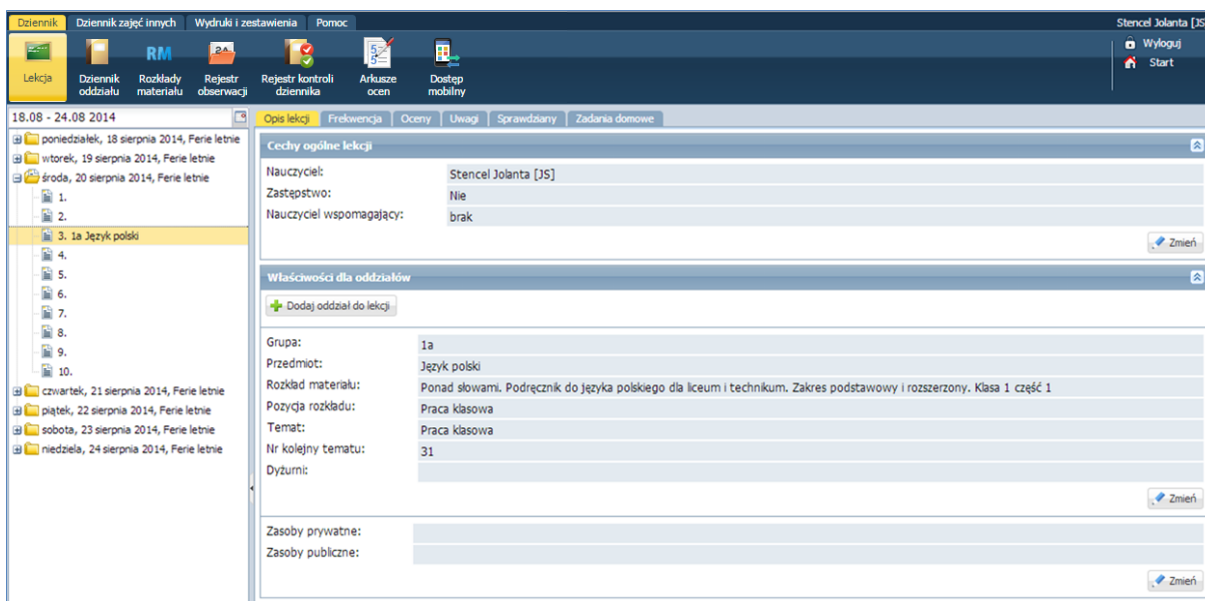 Dziennik Dziennik zajęć innych Wydruki i zestawienia Pomoc Stencel Jolanta [JS
Wyloguj
Start
Lekcja Dziennik oddziału RM Rozkłady materiału Rejestr obserwacji Rejestr kontroli dziennika Arkusze ocen Dostęp mobilny
18.08 - 24.08 2014
poniedziałek, 18 sierpnia 2014, Ferie letnie
wtorek, 19 sierpnia 2014, Ferie letnie
środa, 20 sierpnia 2014, Ferie letnie
1.
2.
3. 1a Język polski
4.
5.
6.
7.
8.
9.
10.
czwartek, 21 sierpnia 2014, Ferie letnie
piątek, 22 sierpnia 2014, Ferie letnie
sobota, 23 sierpnia 2014, Ferie letnie
niedziela, 24 sierpnia 2014, Ferie letnie
Opis lekcji Frekwencja Oceny Uwagi Sprawdziany Zadania domowe
Cechy ogólne lekcji
Nauczyciel: Stencel Jolanta [JS]
Zastępstwo: Nie
Nauczyciel wspomagający: brak
Zmień
Właściwości dla oddziałów
Dodaj oddział do lekcji
Grupa: 1a
Przedmiot: Język polski
Rozkład materiału: Ponad słowami. Podręcznik do języka polskiego dla liceum i technikum. Zakres podstawowy i rozszerzony. Klasa 1 część 1
Pozycja rozkładu: Praca klasowa
Temat: Praca klasowa
Nr kolejny tematu: 31
Dyżurni:
Zmień
Zasoby prywatne:
Zasoby publiczne:
Zmień